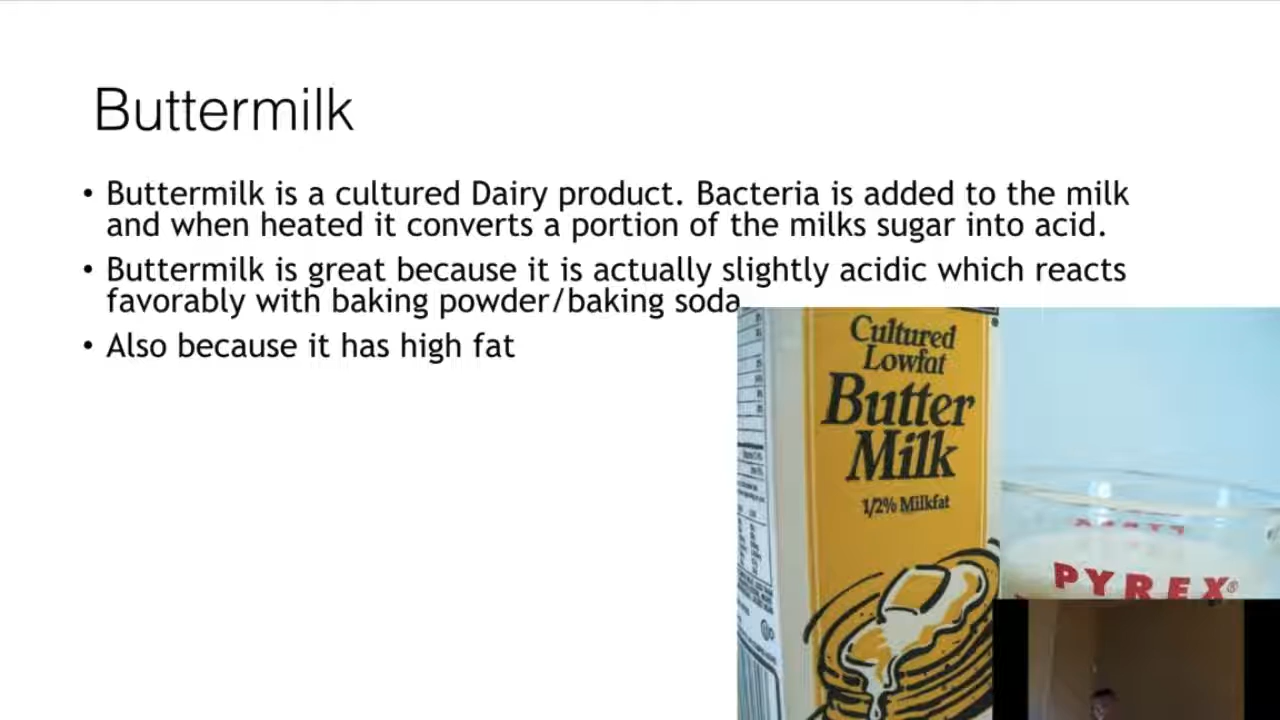 Buttermilk
• Buttermilk is a cultured Dairy product. Bacteria is added to the milk
and when heated it converts a portion of the milks sugar into acid.
• Buttermilk is great because it is actually slightly acidic which reacts
favorably with baking powder/baking soda
• Also because it has high fat
Cultured
Lowfat
Butter
Milk
1/2% Milkfat
PYREX®